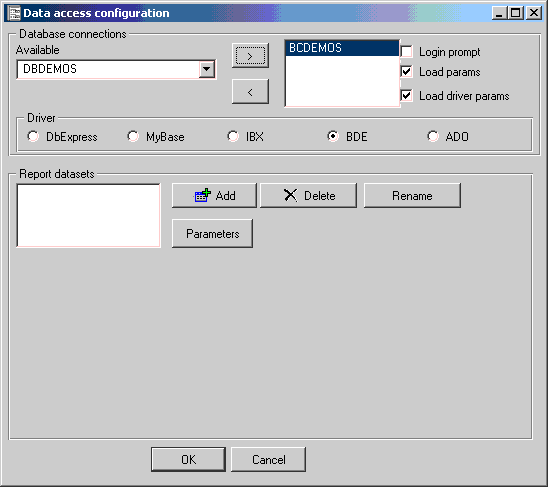 Data access configuration
Database connections
Available
DBDEMOS
>
<
BCDEMOS
Login prompt
Load params
Load driver params
Driver
DbExpress
MyBase
IBX
BDE
ADO
Report datasets
Add
Delete
Rename
Parameters
OK
Cancel